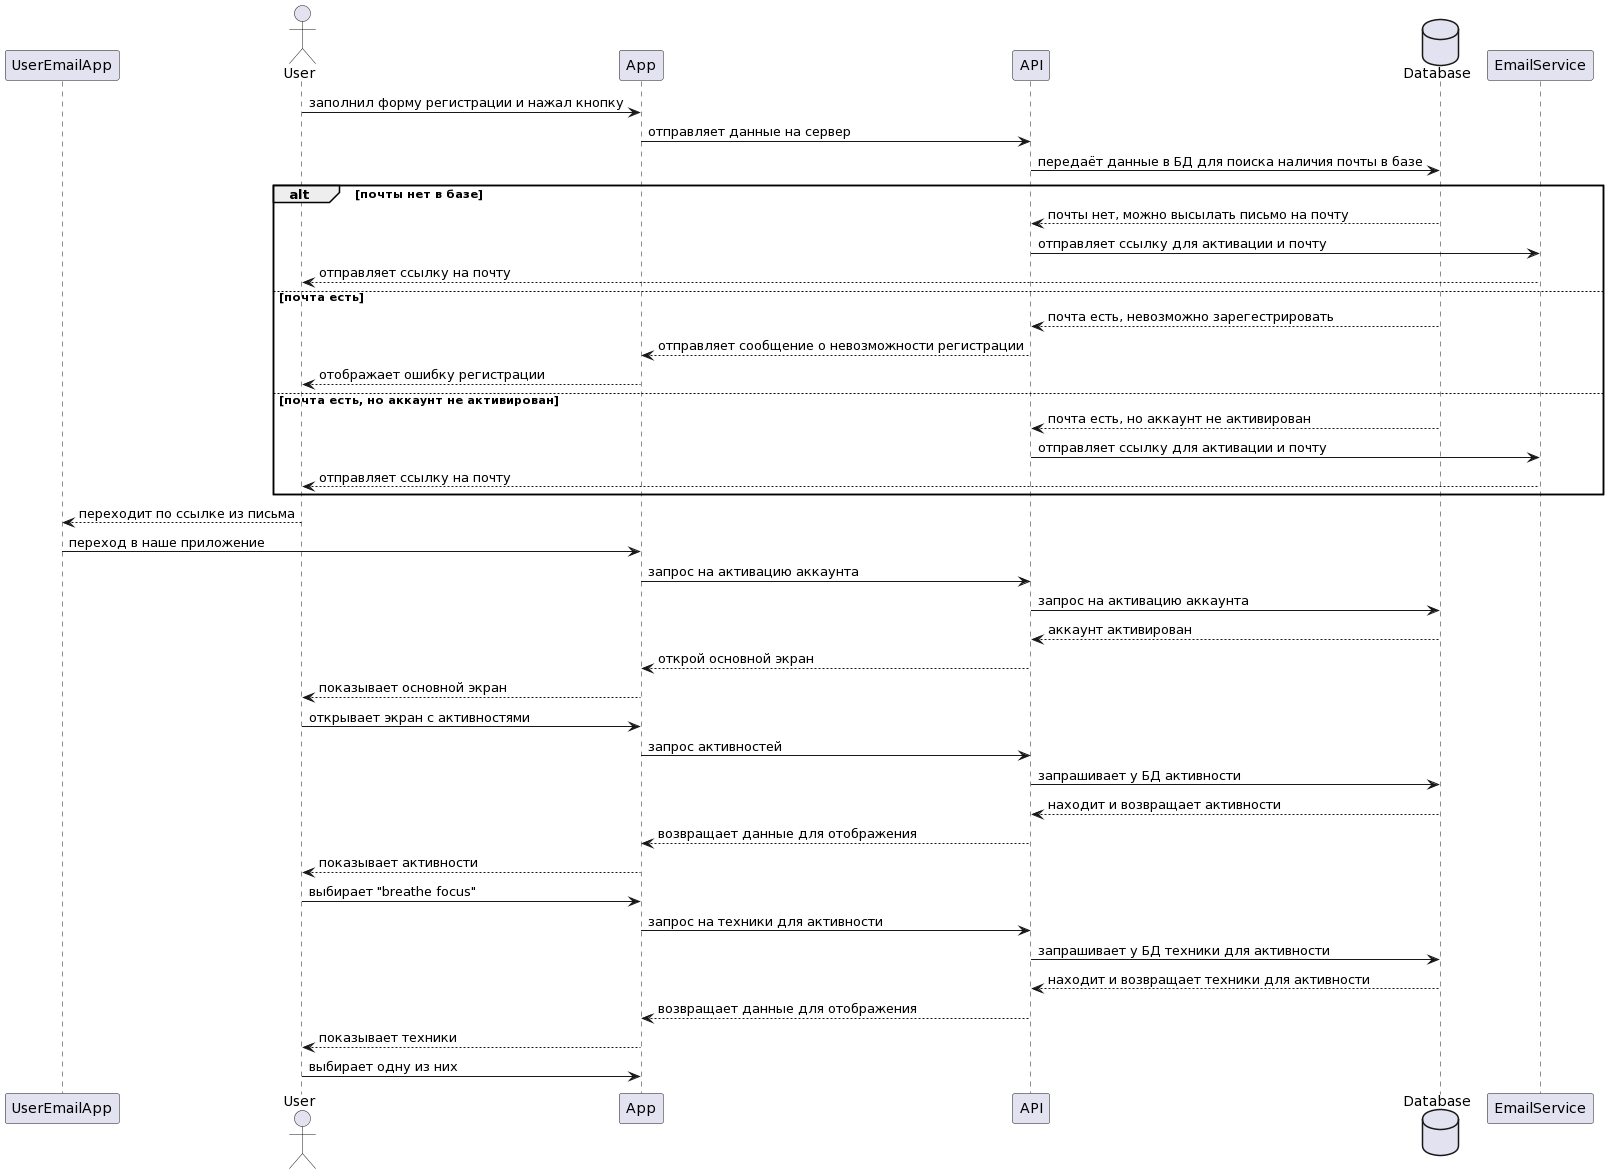 UserEmailApp
User
App
API
Database
EmailService
заполнил форму регистрации и нажал кнопку
отправляет данные на сервер
передаёт данные в БД для поиска наличия почты в базе
alt [почты нет в базе]
почты нет, можно высылать письмо на почту
отправляет ссылку для активации и почту
отправляет ссылку на почту
[почта есть]
почта есть, невозможно зарегестрировать
отправляет сообщение о невозможности регистрации
отображает ошибку регистрации
[почта есть, но аккаунт не активирован]
почта есть, но аккаунт не активирован
отправляет ссылку для активации и почту
отправляет ссылку на почту
переходит по ссылке из письма
переход в наше приложение
запрос на активацию аккаунта
запрос на активацию аккаунта
аккаунт активирован
открой основной экран
показывает основной экран
открывает экран с активностями
запрос активностей
запрашивает у БД активности
находит и возвращает активности
возвращает данные для отображения
показывает активности
выбирает "breathe focus"
запрос на техники для активности
запрашивает у БД техники для активности
находит и возвращает техники для активности
возвращает данные для отображения
показывает техники
выбирает одну из них
UserEmailApp
User
App
API
Database
EmailService